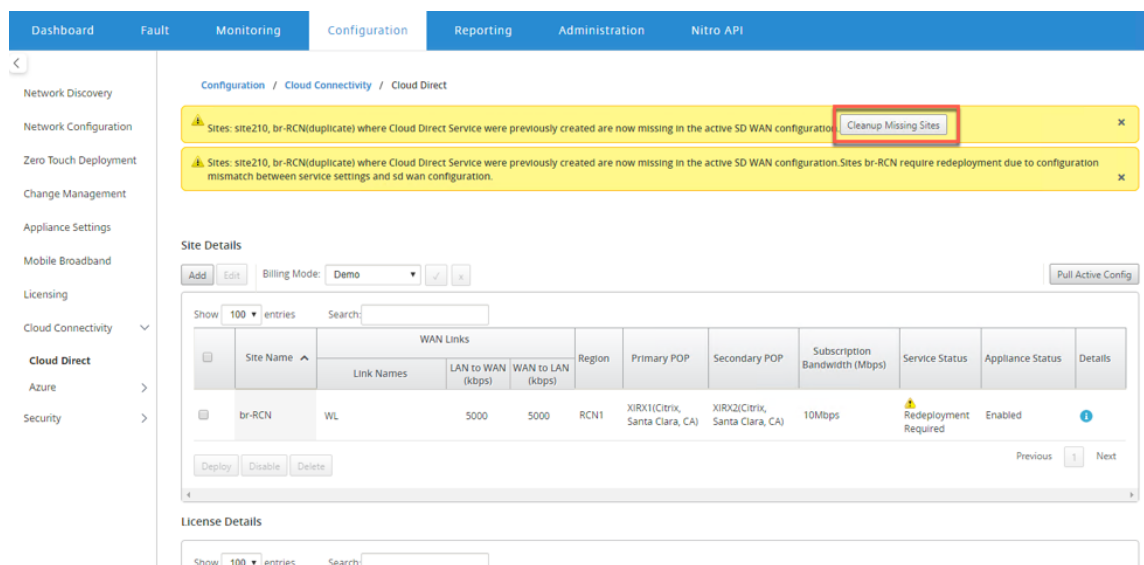 Dashboard Fault Monitoring Configuration Reporting Administration Nitro API
Network Discovery
Network Configuration
Zero Touch Deployment
Change Management
Appliance Settings
Mobile Broadband
Licensing
Cloud Connectivity
Cloud Direct
Azure
Security
Configuration / Cloud Connectivity / Cloud Direct
Sites: site210, br-RCN(duplicate) where Cloud Direct Service were previously created are now missing in the active SD WAN configuration. Cleanup Missing Sites x
Sites: site210, br-RCN(duplicate) where Cloud Direct Service were previously created are now missing in the active SD WAN configuration.Sites br-RCN require redeployment due to configuration
mismatch between service settings and sd wan configuration. x
Site Details
Add Edit Billing Mode: Demo x Pull Active Config
Show 100 entries Search:
WAN Links
Site Name Region Primary POP Secondary POP Service Status Appliance Status Details
Subscription
Bandwidth (Mbps)
Link Names
LAN to WAN WAN to LAN
(kbps) (kbps)
br-RCN WL 5000 5000 RCN1 10Mbps Enabled
XIRX1(Citrix, XIRX2(Citrix,
Santa Clara, CA) Santa Clara, CA)
Redeployment
Required
Deploy Disable Delete Previous 1 Next
License Details
Show 100 entries Search: